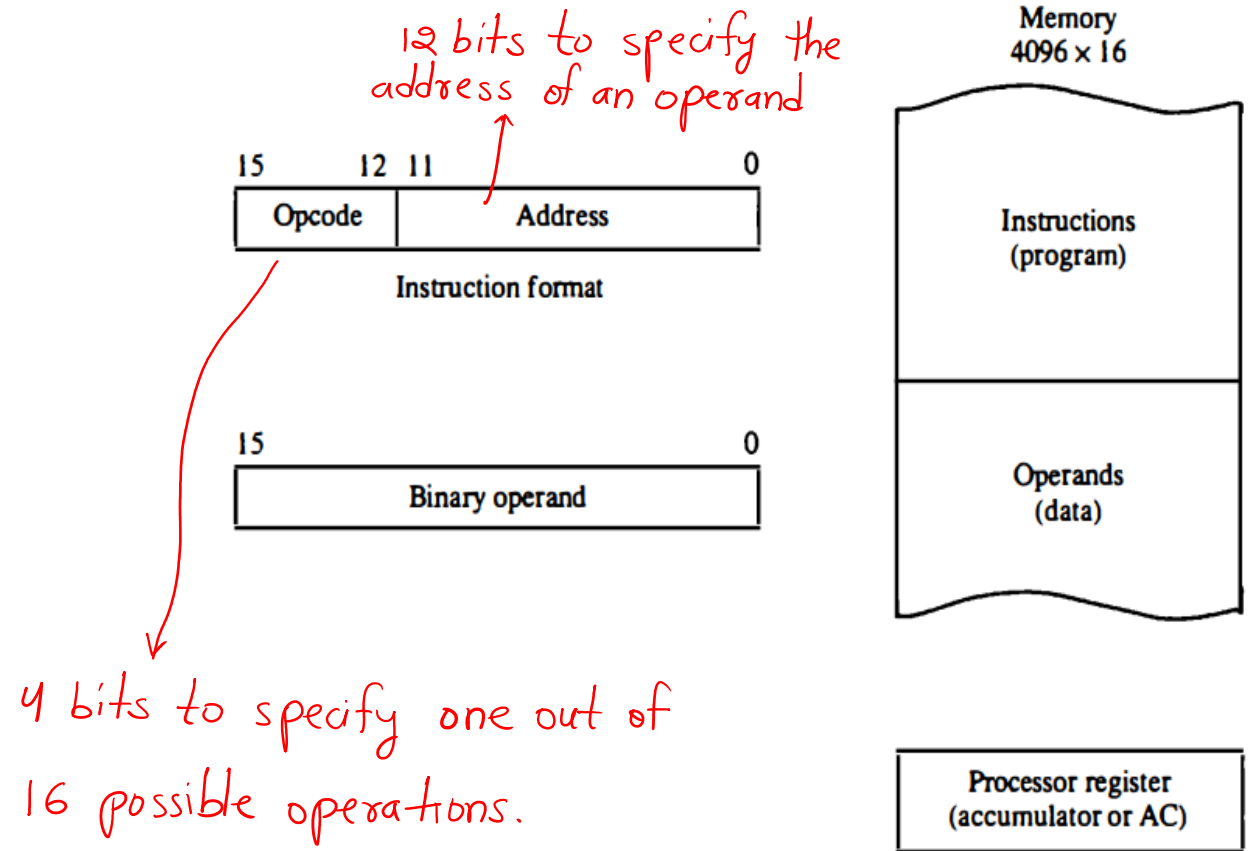 12 bits to specify the
address of an operand
15 12 11 0
Opcode Address
Instruction format
15 0
Binary operand
4 bits to specify one out of
16 possible operations.
Memory
4096 × 16
Instructions
(program)
Operands
(data)
Processor register
(accumulator or AC)